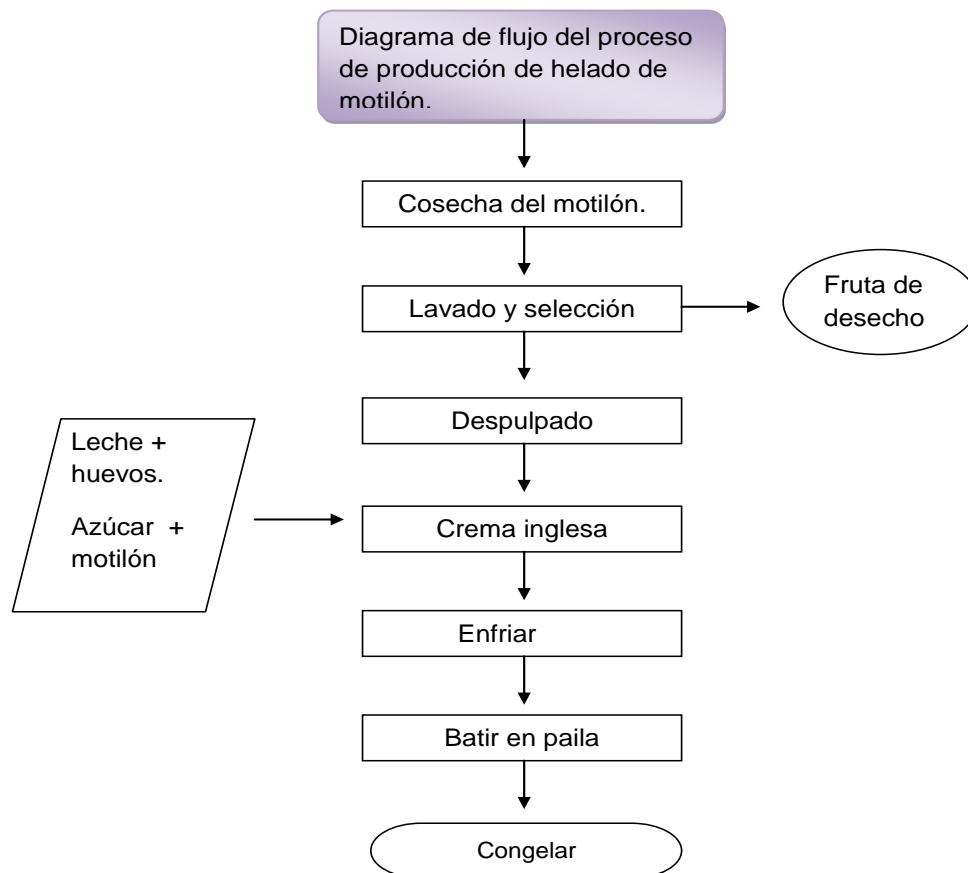 Diagrama de flujo del proceso
de producción de helado de
motilón.
Cosecha del motilón.
Lavado y selección
Fruta de
desecho
Despulpado
Leche +
huevos.
Azúcar +
motilón
Crema inglesa
Enfriar
Batir en paila
Congelar